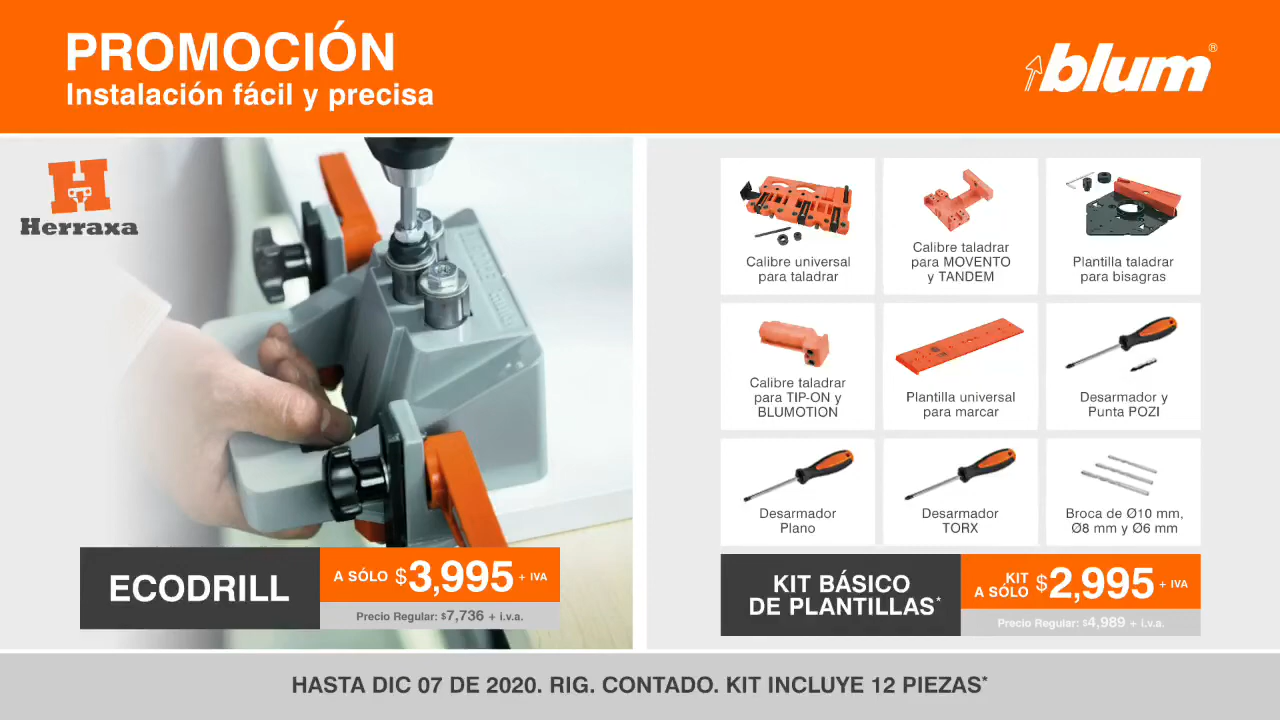 PROMOCIÓN
Instalación fácil y precisa
blum®
Herraxa
Calibre universal
para taladrar
Calibre taladrar
para MOVENTO
y TANDEM
Plantilla taladrar
para bisagras
Calibre taladrar
para TIP-ON y
BLUMOTION
Plantilla universal
para marcar
Desarmador y
Punta POZI
Desarmador
Plano
Desarmador
TORX
Broca de Ø10 mm,
Ø8 mm y Ø6 mm
ECODRILL
A SÓLO $3,995 + IVA
Precio Regular: $7,736 + i.v.a.
KIT BÁSICO
DE PLANTILLAS*
KIT
A SÓLO $2,995 + IVA
Precio Regular: $4,989 + i.v.a.
HASTA DIC 07 DE 2020. RIG. CONTADO. KIT INCLUYE 12 PIEZAS*